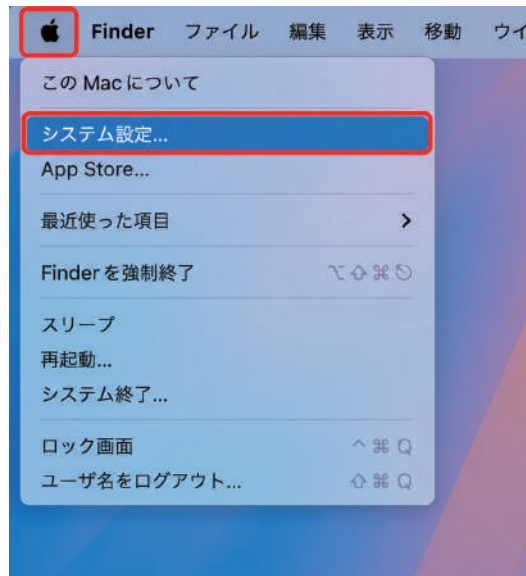 Finder ファイル 編集 表示 移動 ウイ
この Mac について
システム設定...
App Store...
最近使った項目 >
Finder を強制終了 ⌥⇧⌘⎋
スリープ
再起動...
システム終了...
ロック画面 ^⌘Q
ユーザ名をログアウト... ⇧⌘Q